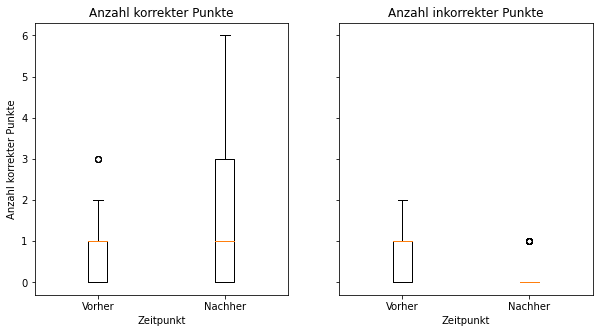 Anzahl korrekter Punkte
Anzahl inkorrekter Punkte
Anzahl korrekter Punkte
6
5
4
3
2
1
0
Vorher
Nachher
Vorher
Nachher
Zeitpunkt
Zeitpunkt